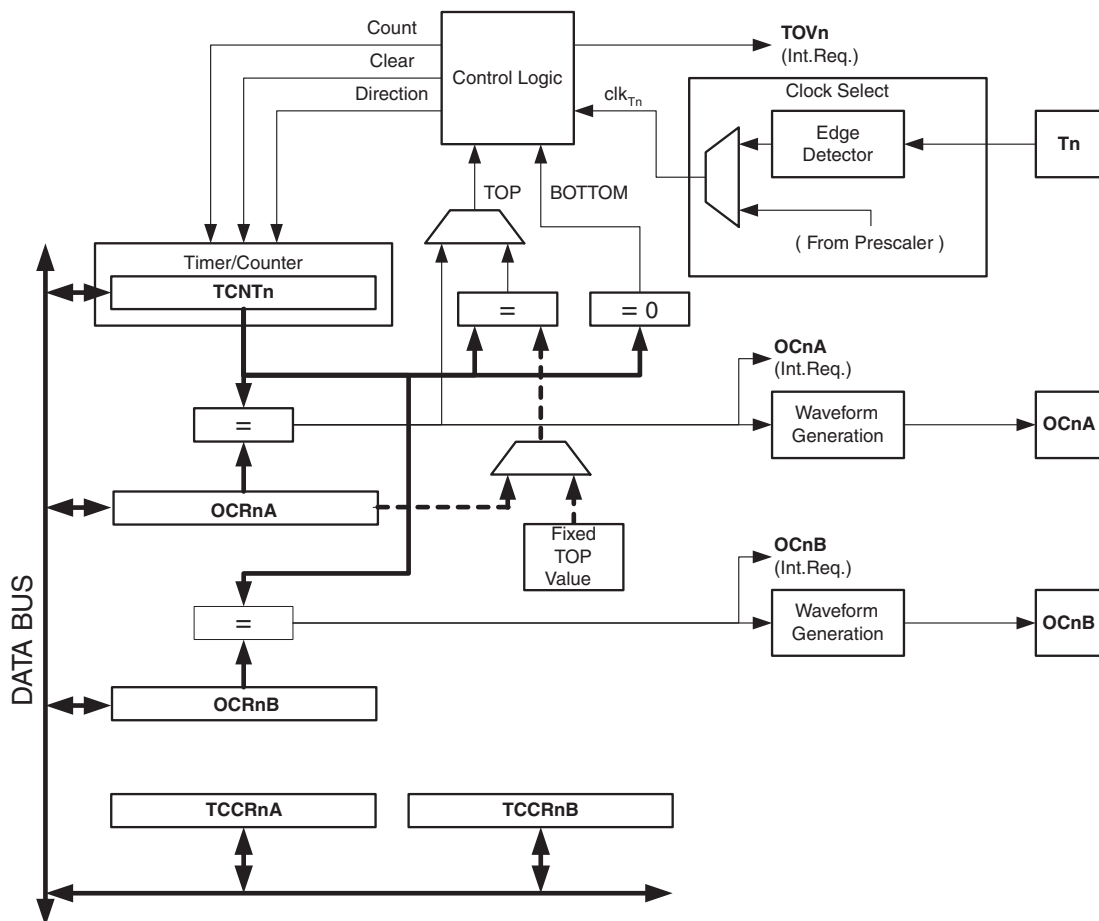 Count
Clear
Direction
Control Logic
TOVn
(Int.Req.)
clkTn
Clock Select
Edge
Detector
Tn
( From Prescaler )
TOP
BOTTOM
Timer/Counter
TCNTn
=
= 0
OCnA
(Int.Req.)
=
Waveform
Generation
OCnA
OCRnA
Fixed
TOP
Value
OCnB
(Int.Req.)
=
Waveform
Generation
OCnB
OCRnB
DATA BUS
TCCRnA
TCCRnB